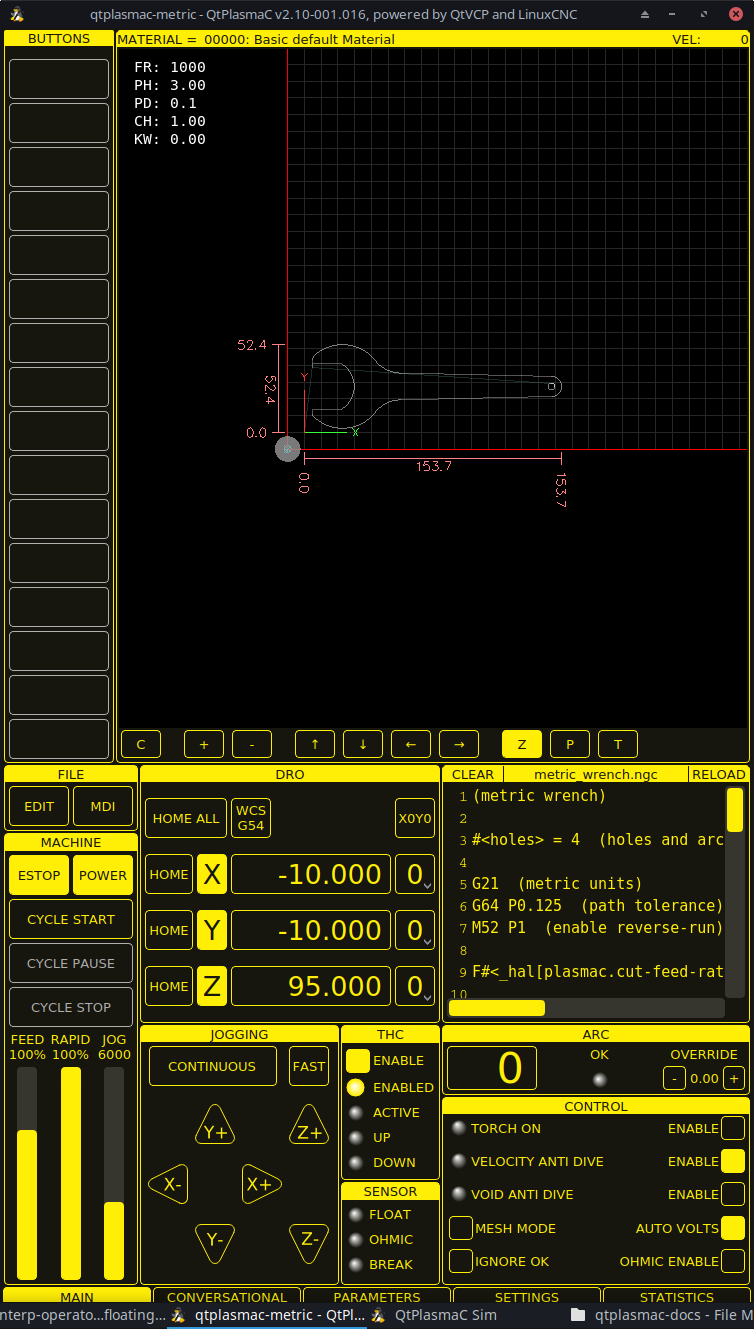 qtplasmac-metric - QtPlasmaC v2.10-001.016, powered by QtVCP and LinuxCNC
BUTTONS
MATERIAL = 00000: Basic default Material
VEL: 0
FR: 1000
PH: 3.00
PD: 0.1
CH: 1.00
KW: 0.00
52.4
Y
52.4
0.0
X
153.7
0.0
153.7
C + - ↑ ↓ ← → Z P T
FILE
EDIT MDI
MACHINE
ESTOP POWER
CYCLE START
CYCLE PAUSE
CYCLE STOP
FEED RAPID JOG
100% 100% 6000
DRO
HOME ALL
WCS
G54
X0Y0
HOME X -10.000 0
HOME Y -10.000 0
HOME Z 95.000 0
CLEAR metric_wrench.ngc RELOAD
1 (metric wrench)
2
3 #<holes> = 4 (holes and arc
4
5 G21 (metric units)
6 G64 P0.125 (path tolerance)
7 M52 P1 (enable reverse-run)
8
9 F#<_hal[plasmac.cut-feed-rat
10
JOGGING
CONTINUOUS FAST
Y+ Z+
X- X+
Y- Z-
THC
ENABLE
ENABLED
ACTIVE
UP
DOWN
SENSOR
FLOAT
OHMIC
BREAK
ARC
0
OK
OVERRIDE
- 0.00 +
CONTROL
TORCH ON ENABLE
VELOCITY ANTI DIVE ENABLE
VOID ANTI DIVE ENABLE
MESH MODE AUTO VOLTS
IGNORE OK OHMIC ENABLE
MAIN CONVERSATIONAL PARAMETERS SETTINGS STATISTICS
nterp-operato...floating... qtplasmac-metric - QtPl... QtPlasmaC Sim qtplasmac-docs - File M